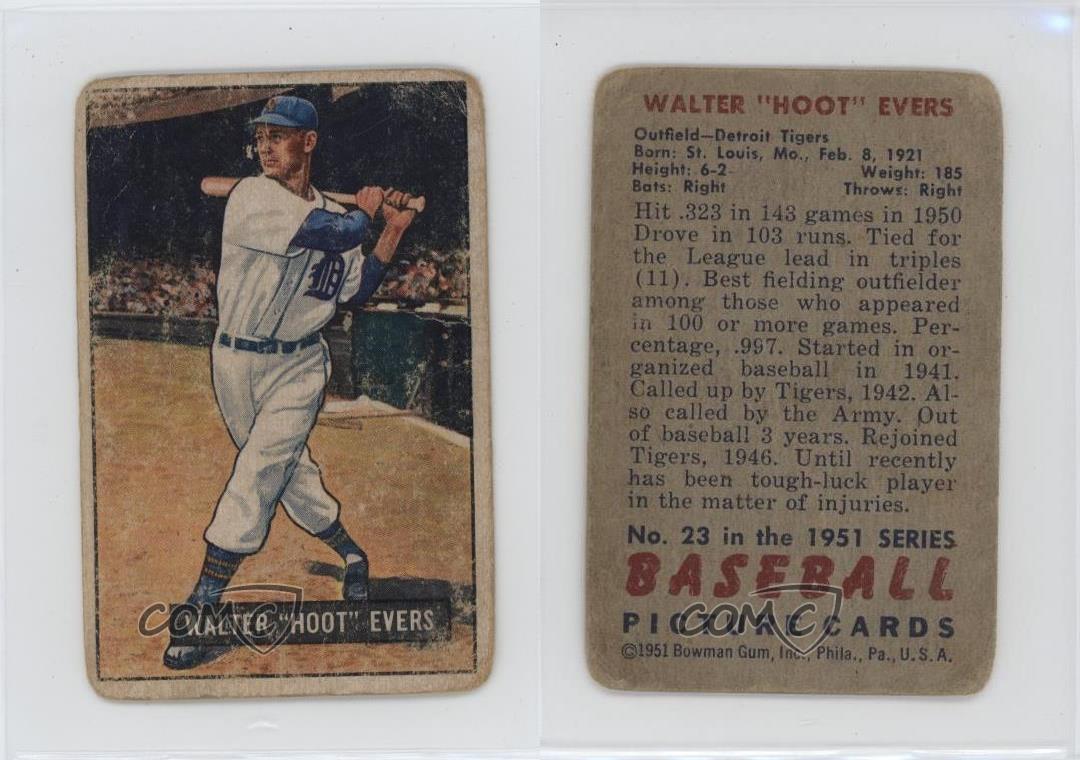 D
WALTER "HOOT" EVERS
COMC
WALTER "HOOT" EVERS
Outfield—Detroit Tigers
Born: St. Louis, Mo., Feb. 8, 1921
Height: 6-2 Weight: 185
Bats: Right Throws: Right
Hit .323 in 143 games in 1950
Drove in 103 runs. Tied for
the League lead in triples
(11). Best fielding outfielder
among those who appeared
in 100 or more games. Per-
centage, .997. Started in or-
ganized baseball in 1941.
Called up by Tigers, 1942. Al-
so called by the Army. Out
of baseball 3 years. Rejoined
Tigers, 1946. Until recently
has been tough-luck player
in the matter of injuries.
No. 23 in the 1951 SERIES
BASEBALL
PICTURE CARDS
COMC
©1951 Bowman Gum, Inc., Phila., Pa., U.S.A.